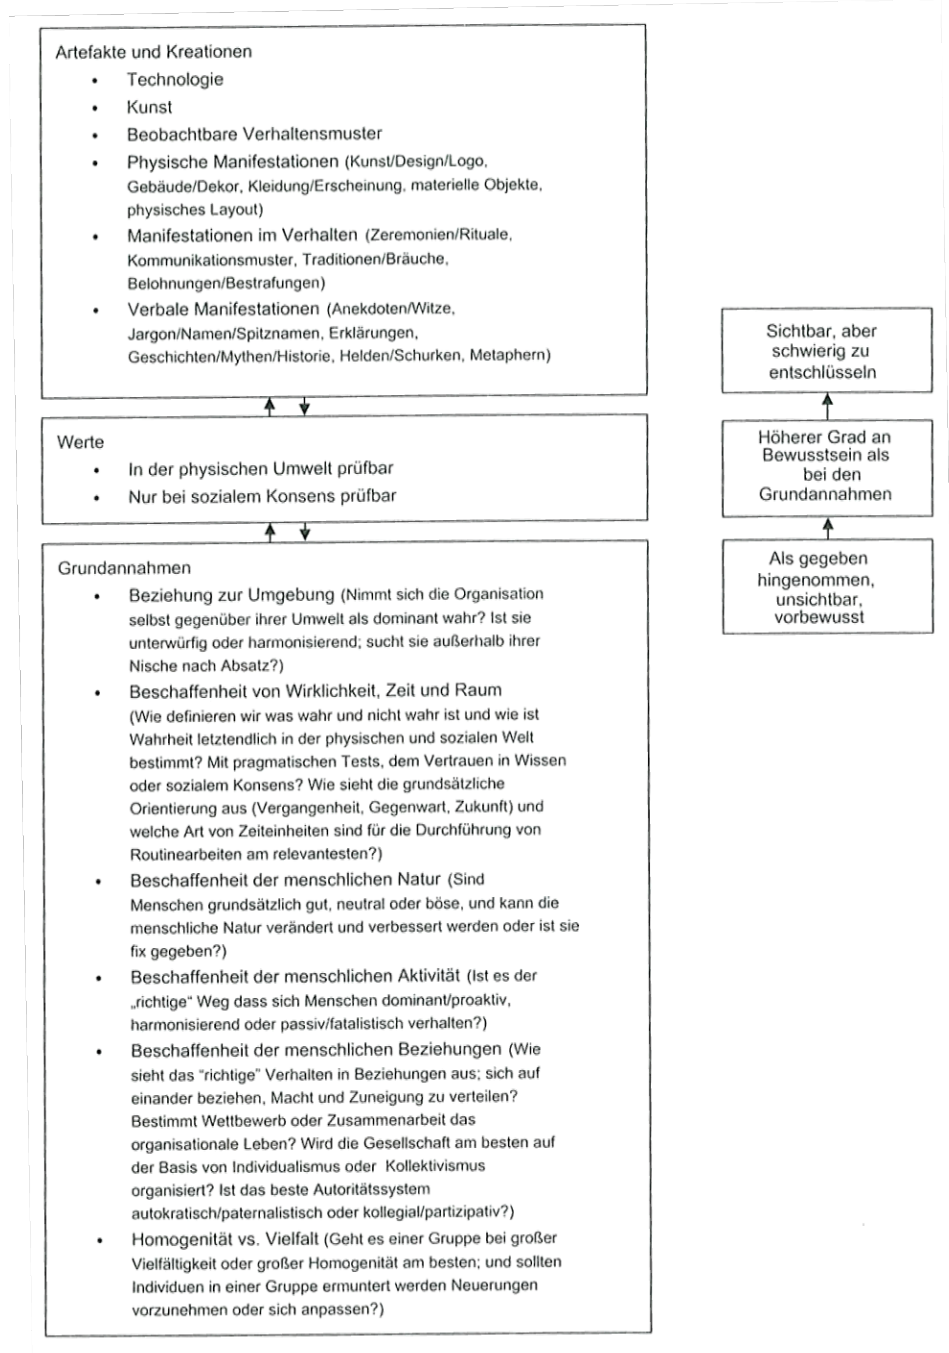 Artefakte und Kreationen
• Technologie
• Kunst
• Beobachtbare Verhaltensmuster
• Physische Manifestationen (Kunst/Design/Logo,
Gebäude/Dekor, Kleidung/Erscheinung, materielle Objekte,
physisches Layout)
• Manifestationen im Verhalten (Zeremonien/Rituale,
Kommunikationsmuster, Traditionen/Bräuche,
Belohnungen/Bestrafungen)
• Verbale Manifestationen (Anekdoten/Witze,
Jargon/Namen/Spitznamen, Erklärungen,
Geschichten/Mythen/Historie, Helden/Schurken, Metaphern)
Werte
• In der physischen Umwelt prüfbar
• Nur bei sozialem Konsens prüfbar
Grundannahmen
• Beziehung zur Umgebung (Nimmt sich die Organisation
selbst gegenüber ihrer Umwelt als dominant wahr? Ist sie
unterwürfig oder harmonisierend; sucht sie außerhalb ihrer
Nische nach Absatz?)
• Beschaffenheit von Wirklichkeit, Zeit und Raum
(Wie definieren wir was wahr und nicht wahr ist und wie ist
Wahrheit letztendlich in der physischen und sozialen Welt
bestimmt? Mit pragmatischen Tests, dem Vertrauen in Wissen
oder sozialem Konsens? Wie sieht die grundsätzliche
Orientierung aus (Vergangenheit, Gegenwart, Zukunft) und
welche Art von Zeiteinheiten sind für die Durchführung von
Routinearbeiten am relevantesten?)
• Beschaffenheit der menschlichen Natur (Sind
Menschen grundsätzlich gut, neutral oder böse, und kann die
menschliche Natur verändert und verbessert werden oder ist sie
fix gegeben?)
• Beschaffenheit der menschlichen Aktivität (Ist es der
„richtige“ Weg dass sich Menschen dominant/proaktiv,
harmonisierend oder passiv/fatalistisch verhalten?)
• Beschaffenheit der menschlichen Beziehungen (Wie
sieht das “richtige” Verhalten in Beziehungen aus; sich auf
einander beziehen, Macht und Zuneigung zu verteilen?
Bestimmt Wettbewerb oder Zusammenarbeit das
organisationale Leben? Wird die Gesellschaft am besten auf
der Basis von Individualismus oder Kollektivismus
organisiert? Ist das beste Autoritätssystem
autokratisch/paternalistisch oder kollegial/partizipativ?)
• Homogenität vs. Vielfalt (Geht es einer Gruppe bei großer
Vielfältigkeit oder großer Homogenität am besten; und sollten
Individuen in einer Gruppe ermuntert werden Neuerungen
vorzunehmen oder sich anpassen?)
Sichtbar, aber
schwierig zu
entschlüsseln
Höherer Grad an
Bewusstsein als
bei den
Grundannahmen
Als gegeben
hingenommen,
unsichtbar,
vorbewusst